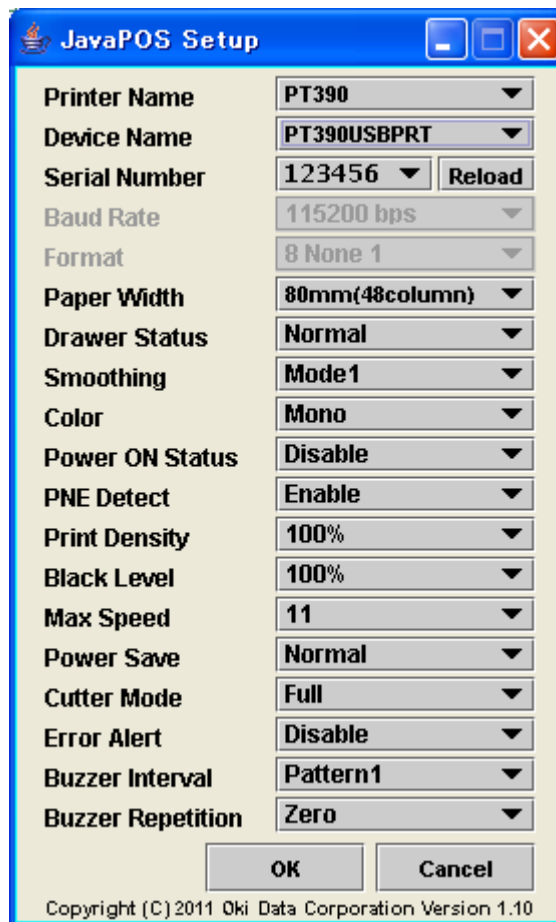 JavaPOS Setup
Printer Name PT390
Device Name PT390USBPRT
Serial Number 123456 Reload
Baud Rate 115200 bps
Format 8 None 1
Paper Width 80mm(48column)
Drawer Status Normal
Smoothing Mode1
Color Mono
Power ON Status Disable
PNE Detect Enable
Print Density 100%
Black Level 100%
Max Speed 11
Power Save Normal
Cutter Mode Full
Error Alert Disable
Buzzer Interval Pattern1
Buzzer Repetition Zero
OK Cancel
Copyright (C)2011 Oki Data Corporation Version 1.10